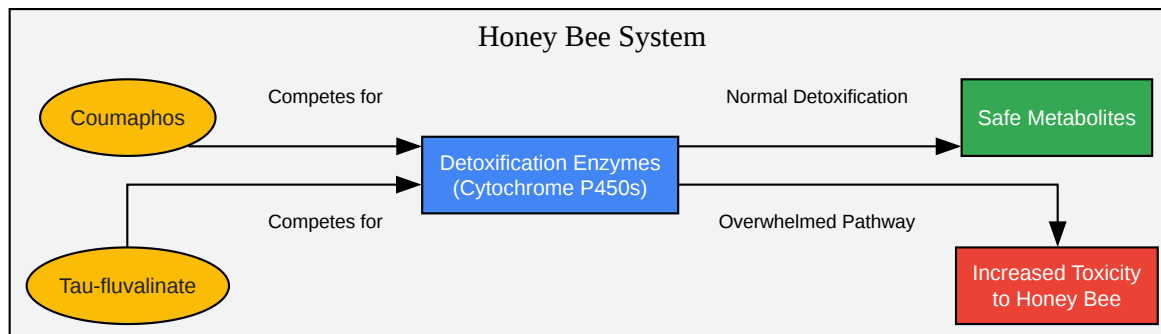 Honey Bee System
Competes for
Normal Detoxification
Coumaphos
Safe Metabolites
Detoxification Enzymes
(Cytochrome P450s)
Competes for
Overwhelmed Pathway
Tau-fluvalinate
Increased Toxicity
to Honey Bee